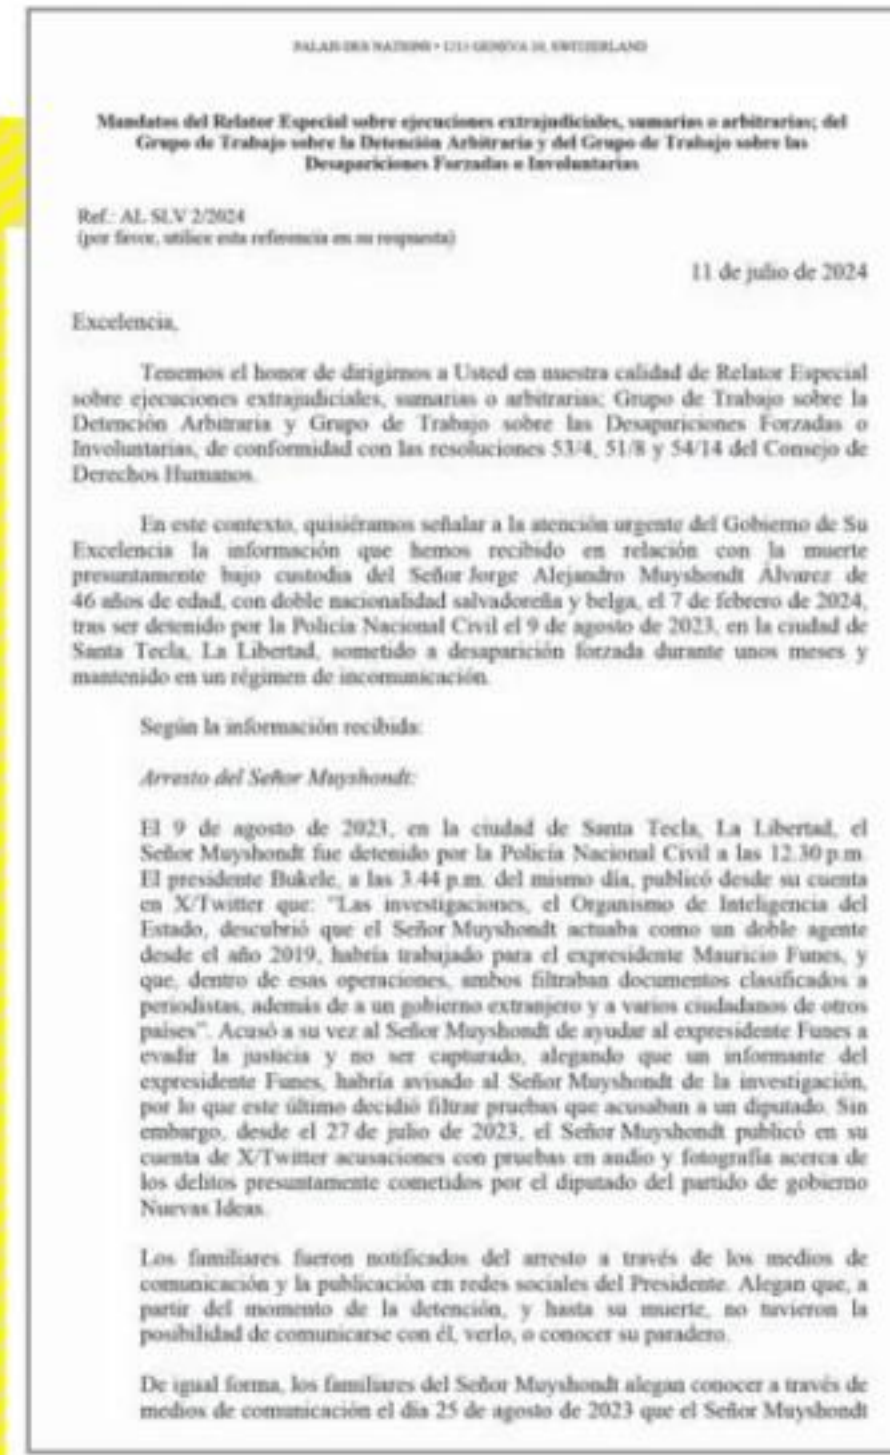 PALAIS DES NATIONS • 1211 GENEVA 10, SWITZERLAND
Mandatos del Relator Especial sobre ejecuciones extrajudiciales, sumarias o arbitrarias; del
Grupo de Trabajo sobre la Detención Arbitraria y del Grupo de Trabajo sobre las
Desapariciones Forzadas o Involuntarias
Ref.: AL SLV 2/2024
(por favor, utilice esta referencia en su respuesta)
11 de julio de 2024
Excelencia,
Tenemos el honor de dirigirnos a Usted en nuestra calidad de Relator Especial
sobre ejecuciones extrajudiciales, sumarias o arbitrarias; Grupo de Trabajo sobre la
Detención Arbitraria y Grupo de Trabajo sobre las Desapariciones Forzadas o
Involuntarias, de conformidad con las resoluciones 53/4, 51/8 y 54/14 del Consejo de
Derechos Humanos.
En este contexto, quisiéramos señalar a la atención urgente del Gobierno de Su
Excelencia la información que hemos recibido en relación con la muerte
presuntamente bajo custodia del Señor Jorge Alejandro Muyshondt Álvarez de
46 años de edad, con doble nacionalidad salvadoreña y belga, el 7 de febrero de 2024,
tras ser detenido por la Policía Nacional Civil el 9 de agosto de 2023, en la ciudad de
Santa Tecla, La Libertad, sometido a desaparición forzada durante unos meses y
mantenido en un régimen de incomunicación.
Según la información recibida:
Arresto del Señor Muyshondt:
El 9 de agosto de 2023, en la ciudad de Santa Tecla, La Libertad, el
Señor Muyshondt fue detenido por la Policía Nacional Civil a las 12.30 p.m.
El presidente Bukele, a las 3.44 p.m. del mismo día, publicó desde su cuenta
en X/Twitter que: "Las investigaciones, el Organismo de Inteligencia del
Estado, descubrió que el Señor Muyshondt actuaba como un doble agente
desde el año 2019, habría trabajado para el expresidente Mauricio Funes, y
que, dentro de esas operaciones, ambos filtraban documentos clasificados a
periodistas, además de a un gobierno extranjero y a varios ciudadanos de otros
países". Acusó a su vez al Señor Muyshondt de ayudar al expresidente Funes a
evadir la justicia y no ser capturado, alegando que un informante del
expresidente Funes, habría avisado al Señor Muyshondt de la investigación,
por lo que este último decidió filtrar pruebas que acusaban a un diputado. Sin
embargo, desde el 27 de julio de 2023, el Señor Muyshondt publicó en su
cuenta de X/Twitter acusaciones con pruebas en audio y fotografía acerca de
los delitos presuntamente cometidos por el diputado del partido de gobierno
Nuevas Ideas.
Los familiares fueron notificados del arresto a través de los medios de
comunicación y la publicación en redes sociales del Presidente. Alegan que, a
partir del momento de la detención, y hasta su muerte, no tuvieron la
posibilidad de comunicarse con él, verlo, o conocer su paradero.
De igual forma, los familiares del Señor Muyshondt alegan conocer a través de
medios de comunicación el día 25 de agosto de 2023 que el Señor Muyshondt